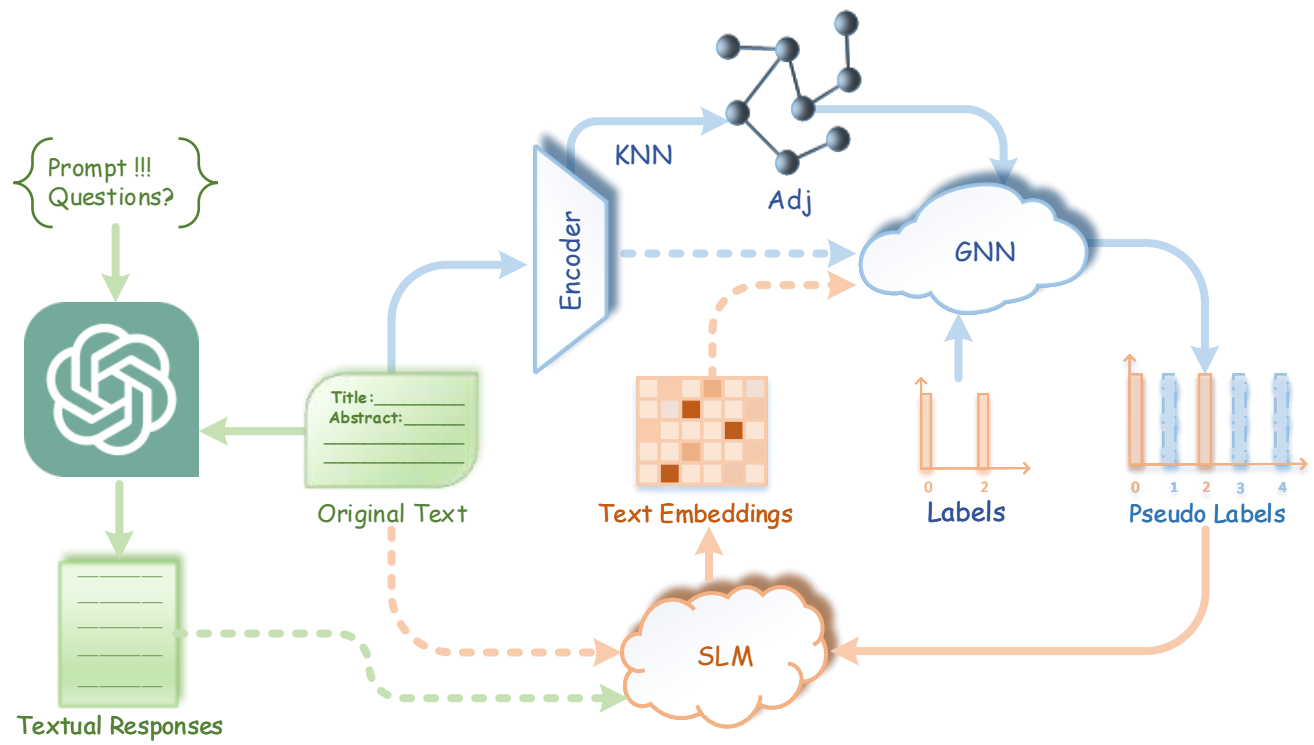 Prompt !!!
Questions?
KNN
Adj
Encoder
GNN
Title:
Abstract:
Original Text
Text Embeddings
0 2
Labels
0 1 2 3 4
Pseudo Labels
SLM
Textual Responses